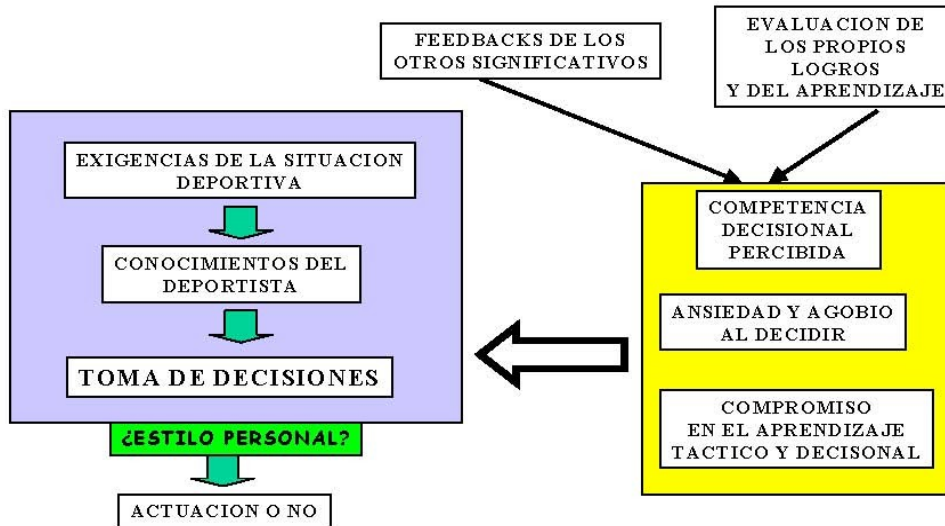 FEEDBACKS DE LOS
OTROS SIGNIFICATIVOS
EVALUACION DE
LOS PROPIOS
LOGROS
Y DEL APRENDIZAJE
EXIGENCIAS DE LA SITUACION
DEPORTIVA
CONOCIMIENTOS DEL
DEPORTISTA
TOMA DE DECISIONES
¿ESTILO PERSONAL?
ACTUACION O NO
COMPETENCIA
DECISIONAL
PERCIBIDA
ANSIEDAD Y AGOBIO
AL DECIDIR
COMPROMISO
EN EL APRENDIZAJE
TACTICO Y DECISONAL